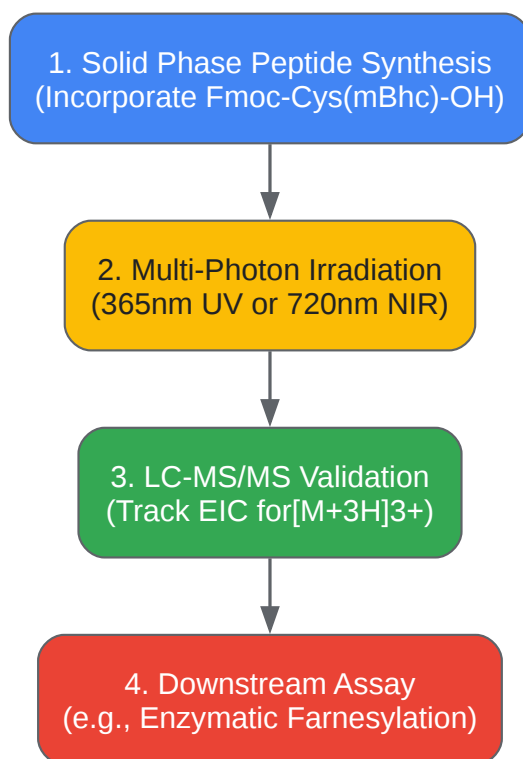 1. Solid Phase Peptide Synthesis
(Incorporate Fmoc-Cys(mBhc)-OH)
2. Multi-Photon Irradiation
(365nm UV or 720nm NIR)
3. LC-MS/MS Validation
(Track EIC for[M+3H]3+)
4. Downstream Assay
(e.g., Enzymatic Farnesylation)